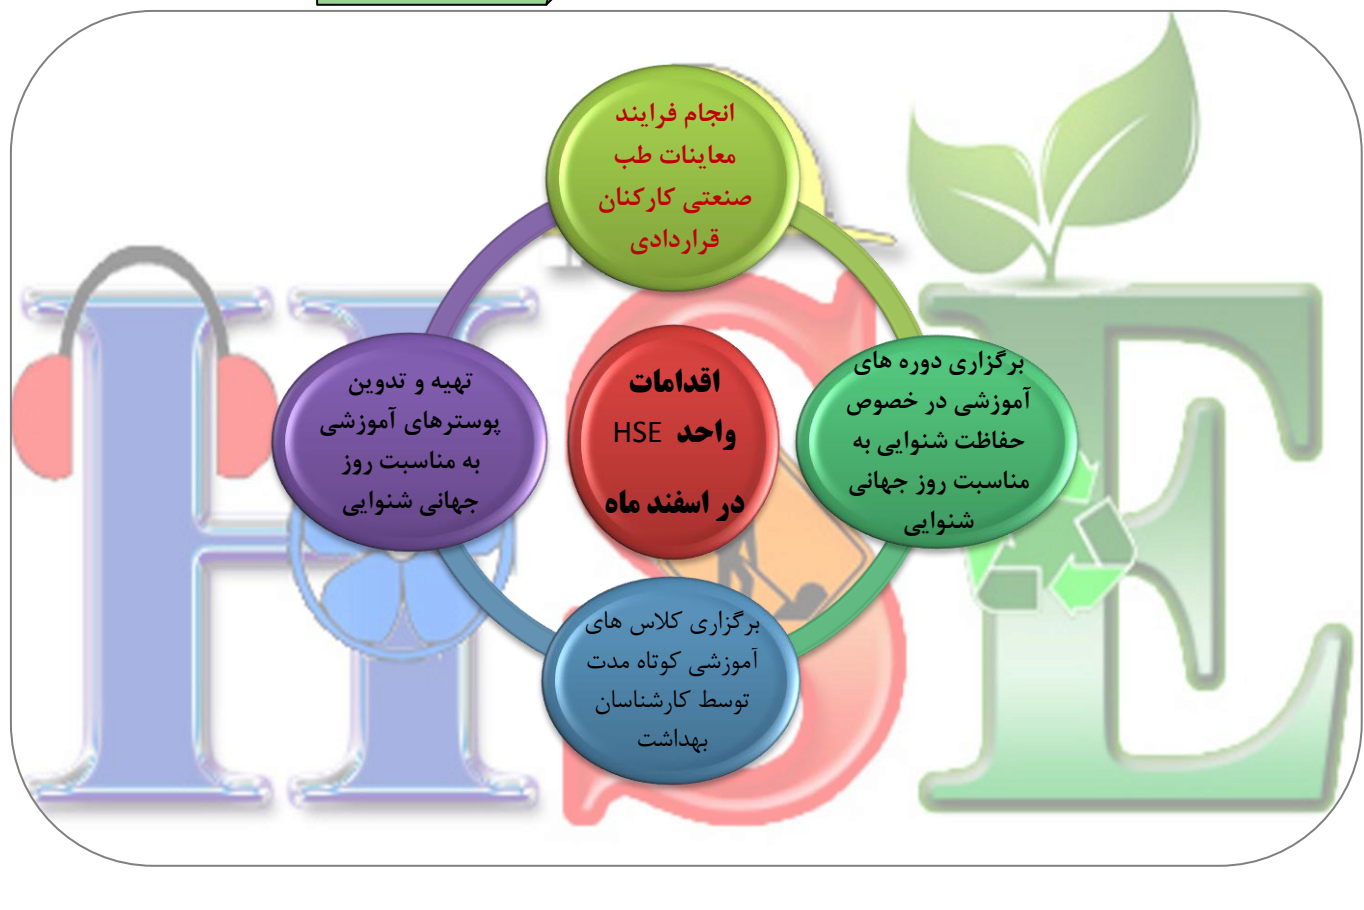 انجام فرایند
معاینات طب
صنعتی کارکنان
قراردادی
برگزاری دوره های
آموزشی در خصوص
حفاظت شنوایی به
مناسبت روز جهانی
شنوایی
اقدامات
واحد HSE
در اسفند ماه
تهیه و تدوین
پوسترهای آموزشی
به مناسبت روز
جهانی شنوایی
برگزاری کلاس های
آموزشی کوتاه مدت
توسط کارشناسان
بهداشت
HSE